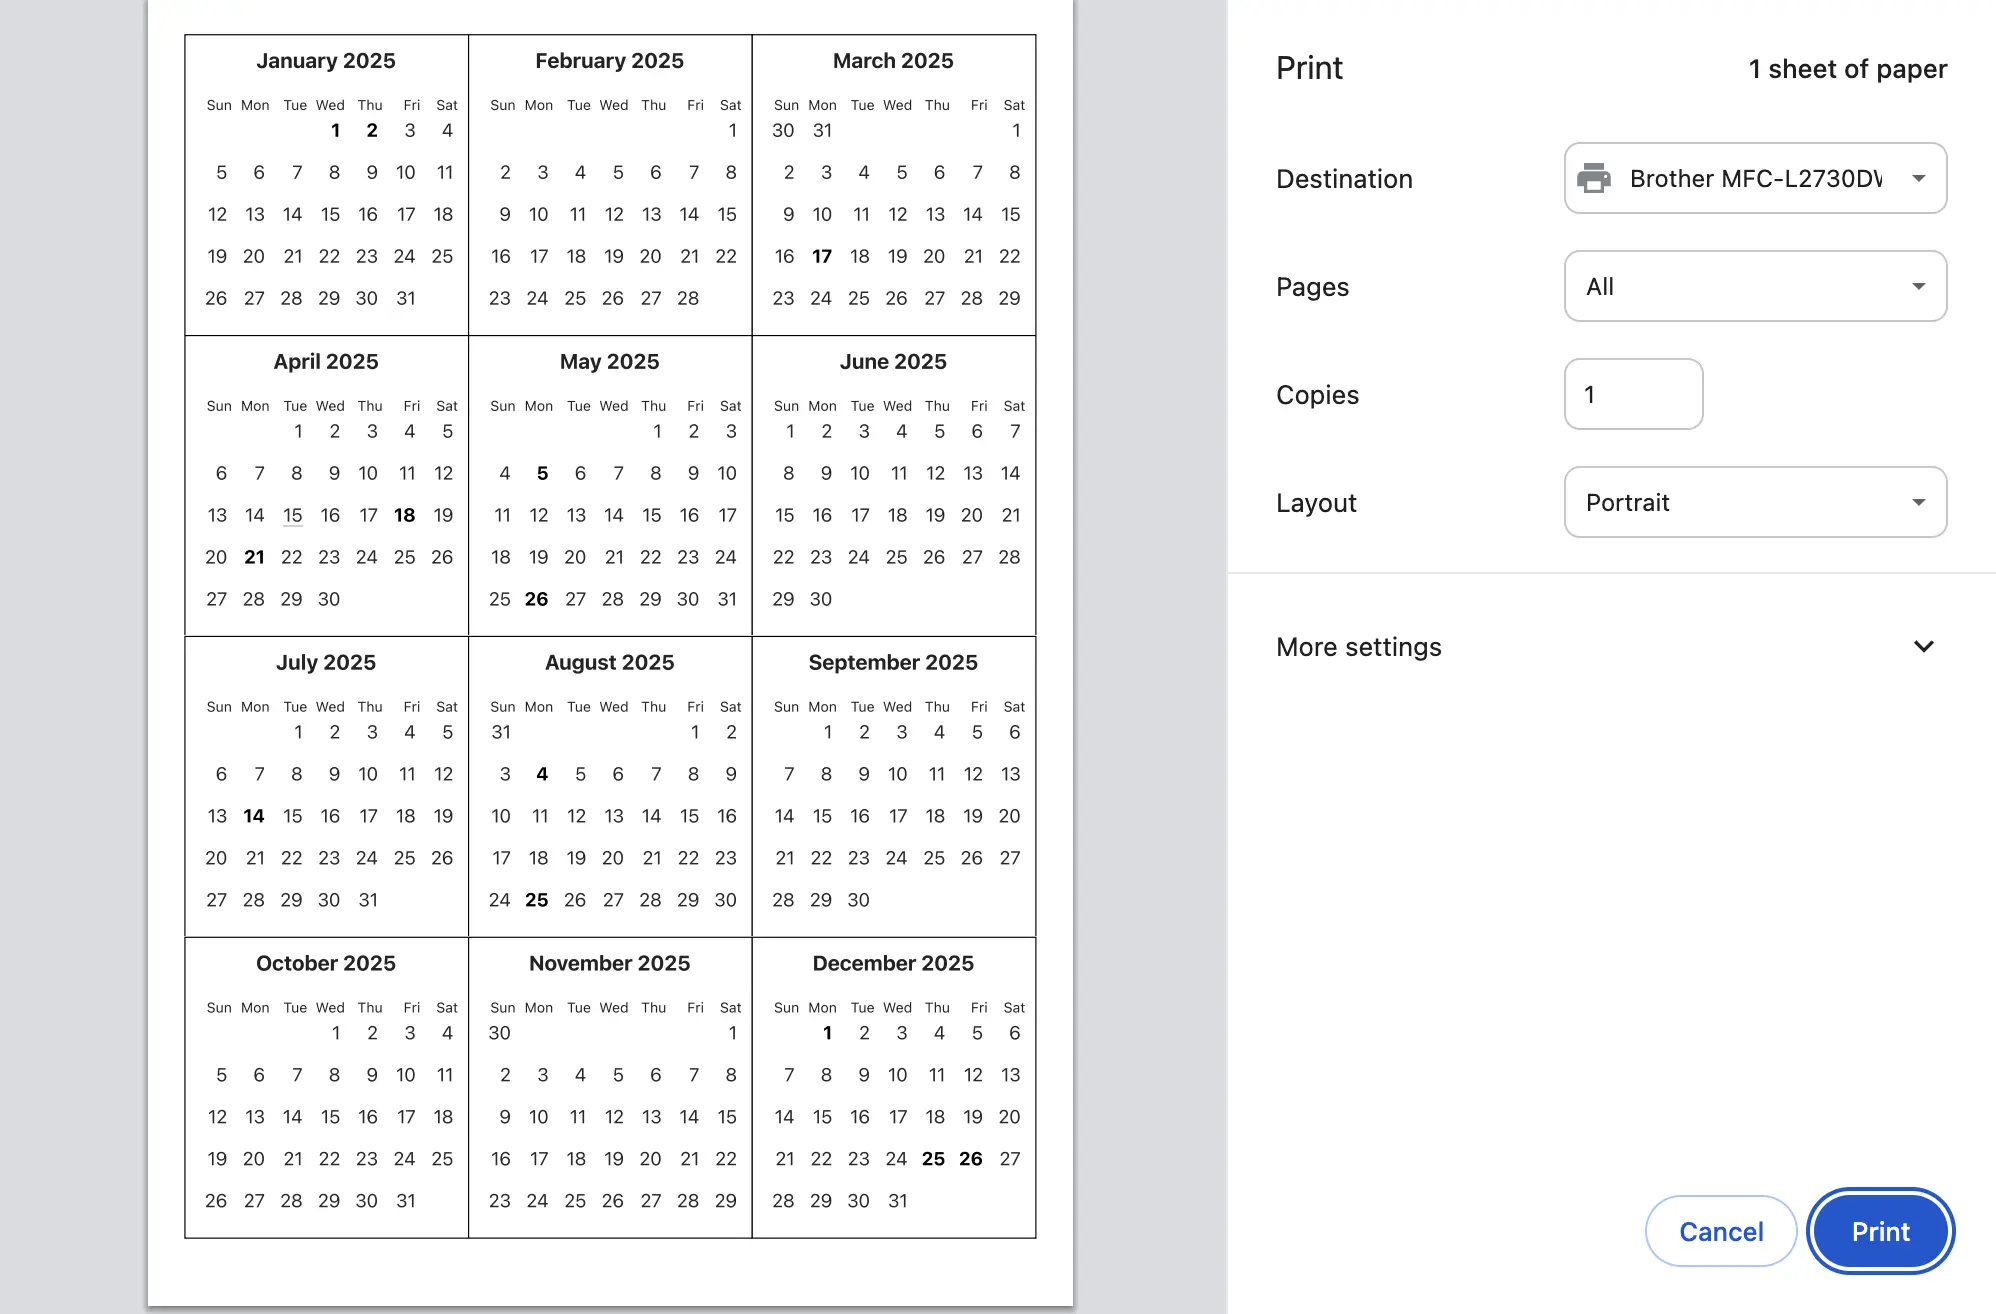 January 2025
Sun Mon Tue Wed Thu Fri Sat
1 2 3 4
5 6 7 8 9 10 11
12 13 14 15 16 17 18
19 20 21 22 23 24 25
26 27 28 29 30 31
February 2025
Sun Mon Tue Wed Thu Fri Sat
1
2 3 4 5 6 7 8
9 10 11 12 13 14 15
16 17 18 19 20 21 22
23 24 25 26 27 28
March 2025
Sun Mon Tue Wed Thu Fri Sat
30 31 1
2 3 4 5 6 7 8
9 10 11 12 13 14 15
16 17 18 19 20 21 22
23 24 25 26 27 28 29
April 2025
Sun Mon Tue Wed Thu Fri Sat
1 2 3 4 5
6 7 8 9 10 11 12
13 14 15 16 17 18 19
20 21 22 23 24 25 26
27 28 29 30
May 2025
Sun Mon Tue Wed Thu Fri Sat
1 2 3
4 5 6 7 8 9 10
11 12 13 14 15 16 17
18 19 20 21 22 23 24
25 26 27 28 29 30 31
June 2025
Sun Mon Tue Wed Thu Fri Sat
1 2 3 4 5 6 7
8 9 10 11 12 13 14
15 16 17 18 19 20 21
22 23 24 25 26 27 28
29 30
July 2025
Sun Mon Tue Wed Thu Fri Sat
1 2 3 4 5
6 7 8 9 10 11 12
13 14 15 16 17 18 19
20 21 22 23 24 25 26
27 28 29 30 31
August 2025
Sun Mon Tue Wed Thu Fri Sat
31 1 2
3 4 5 6 7 8 9
10 11 12 13 14 15 16
17 18 19 20 21 22 23
24 25 26 27 28 29 30
September 2025
Sun Mon Tue Wed Thu Fri Sat
1 2 3 4 5 6
7 8 9 10 11 12 13
14 15 16 17 18 19 20
21 22 23 24 25 26 27
28 29 30
October 2025
Sun Mon Tue Wed Thu Fri Sat
1 2 3 4
5 6 7 8 9 10 11
12 13 14 15 16 17 18
19 20 21 22 23 24 25
26 27 28 29 30 31
November 2025
Sun Mon Tue Wed Thu Fri Sat
30 1
2 3 4 5 6 7 8
9 10 11 12 13 14 15
16 17 18 19 20 21 22
23 24 25 26 27 28 29
December 2025
Sun Mon Tue Wed Thu Fri Sat
1 2 3 4 5 6
7 8 9 10 11 12 13
14 15 16 17 18 19 20
21 22 23 24 25 26 27
28 29 30 31
Print 1 sheet of paper
Destination Brother MFC-L2730D
Pages All
Copies 1
Layout Portrait
More settings
Cancel Print